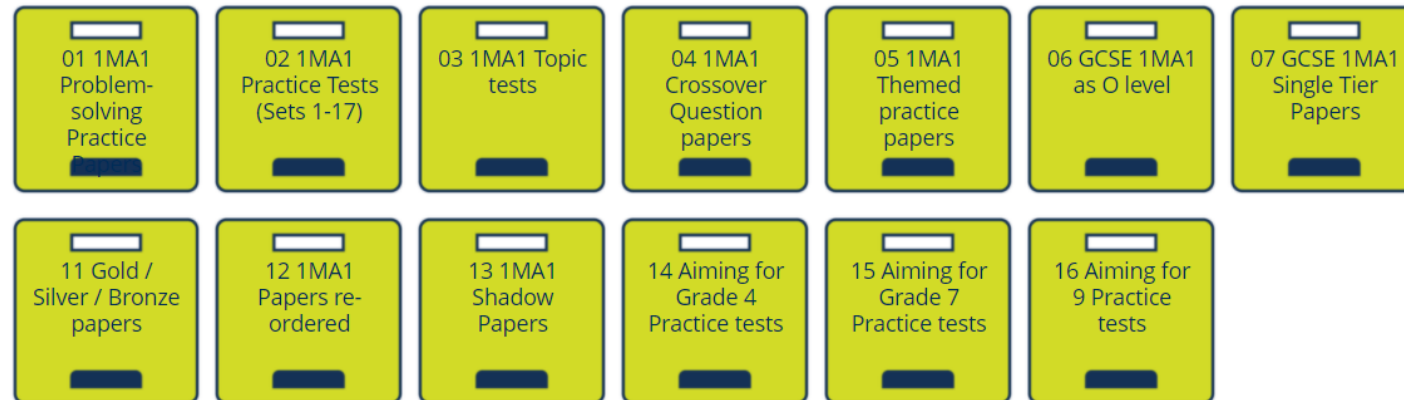 01 1MA1
Problem-
solving
Practice
Papers
02 1MA1
Practice Tests
(Sets 1-17)
03 1MA1 Topic
tests
04 1MA1
Crossover
Question
papers
05 1MA1
Themed
practice
papers
06 GCSE 1MA1
as O level
07 GCSE 1MA1
Single Tier
Papers
11 Gold /
Silver / Bronze
papers
12 1MA1
Papers re-
ordered
13 1MA1
Shadow
Papers
14 Aiming for
Grade 4
Practice tests
15 Aiming for
Grade 7
Practice tests
16 Aiming for
9 Practice
tests